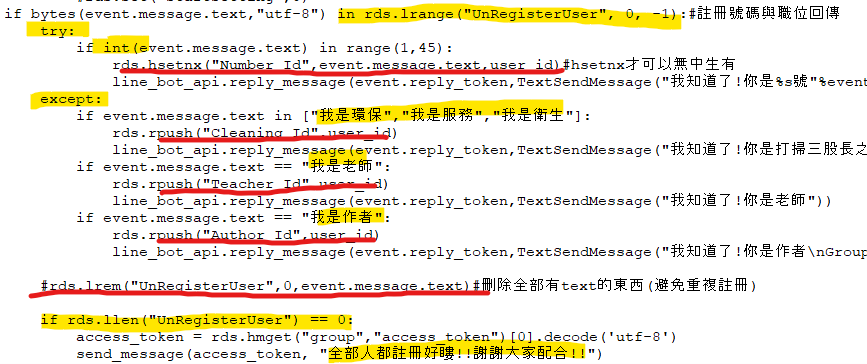 if bytes(event.message.text,"utf-8") in rds.lrange("UnRegisterUser", 0, -1):#註冊號碼與職位回傳
try:
if int(event.message.text) in range(1,45):
rds.hsetnx("Number_Id",event.message.text,user_id)#hsetnx才可以無中生有
line_bot_api.reply_message(event.reply_token,TextSendMessage("我知道了!你是%s號"%eve
except:
if event.message.text in ["我是環保","我是服務","我是衛生"]:
rds.rpush("Cleaning_Id",user_id)
line_bot_api.reply_message(event.reply_token,TextSendMessage("我知道了!你是打掃三股長之
if event.message.text == "我是老師":
rds.rpush("Teacher_Id",user_id)
line_bot_api.reply_message(event.reply_token,TextSendMessage("我知道了!你是老師"))
if event.message.text == "我是作者":
rds.rpush("Author_Id",user_id)
line_bot_api.reply_message(event.reply_token,TextSendMessage("我知道了!你是作者\nGroup
#rds.lrem("UnRegisterUser",0,event.message.text)#刪除全部有text的東西(避免重複註冊)
if rds.llen("UnRegisterUser") == 0:
access_token = rds.hmget("group","access_token")[0].decode('utf-8')
send_message(access_token, "全部人都註冊好嘍!!謝謝大家配合!!")